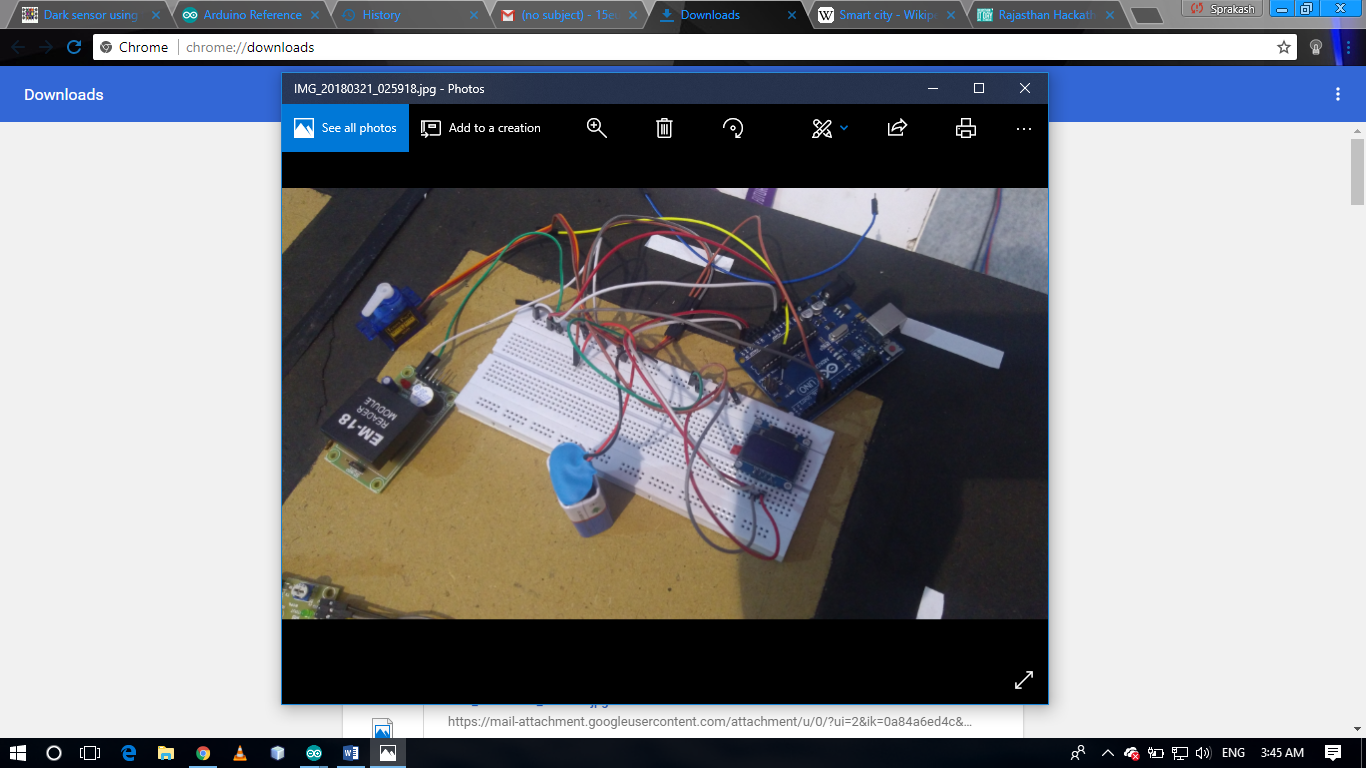 Dark sensor using
Arduino Reference
History
(no subject) - 15e
Downloads
Smart city - Wikip
Rajasthan Hackath
Sprakash
Chrome
chrome://downloads
Downloads
IMG_20180321_025918.jpg - Photos
See all photos
Add to a creation
EM-18
READER
MODULE
UNO
https://mail-attachment.googleusercontent.com/attachment/u/0/?ui=2&ik=0a84a6ed4c&...
ENG
3:45 AM